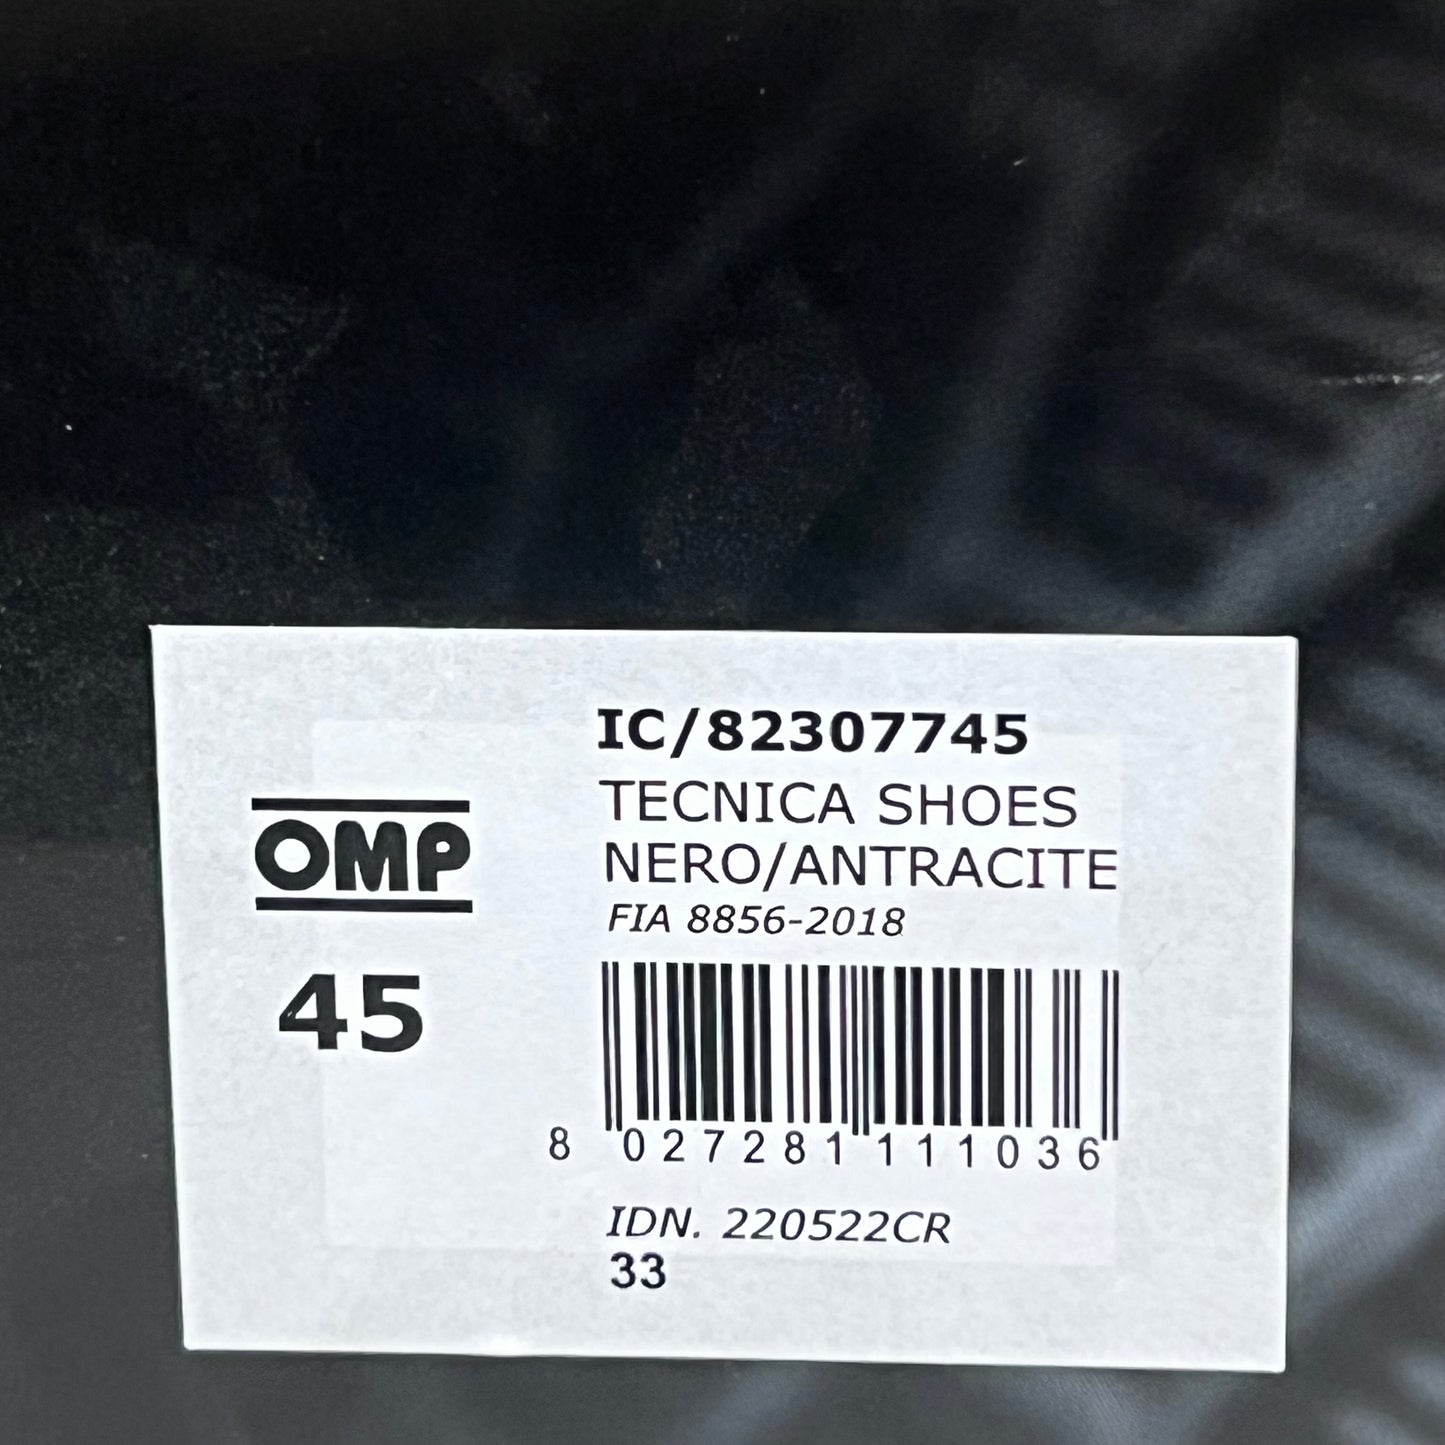 OMP
45
IC/82307745
TECNICA SHOES
NERO/ANTRACITE
FIA 8856-2018
8 027281 111036
IDN. 220522CR
33